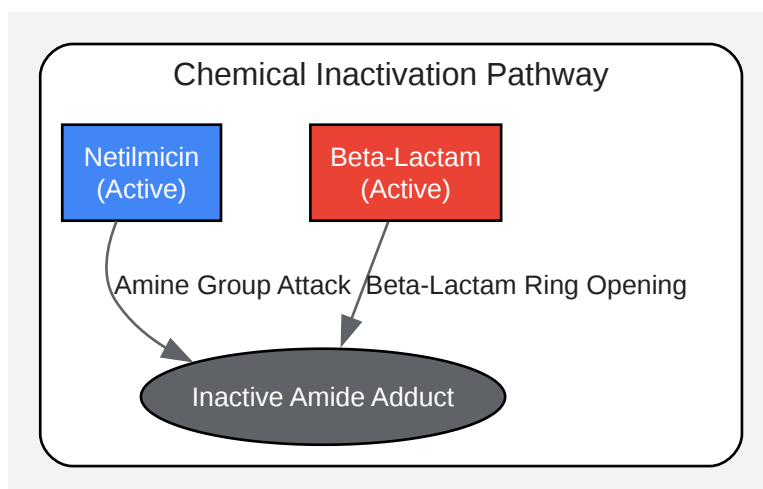 Chemical Inactivation Pathway
Netilmicin
(Active)
Beta-Lactam
(Active)
Amine Group Attack
Beta-Lactam Ring Opening
Inactive Amide Adduct